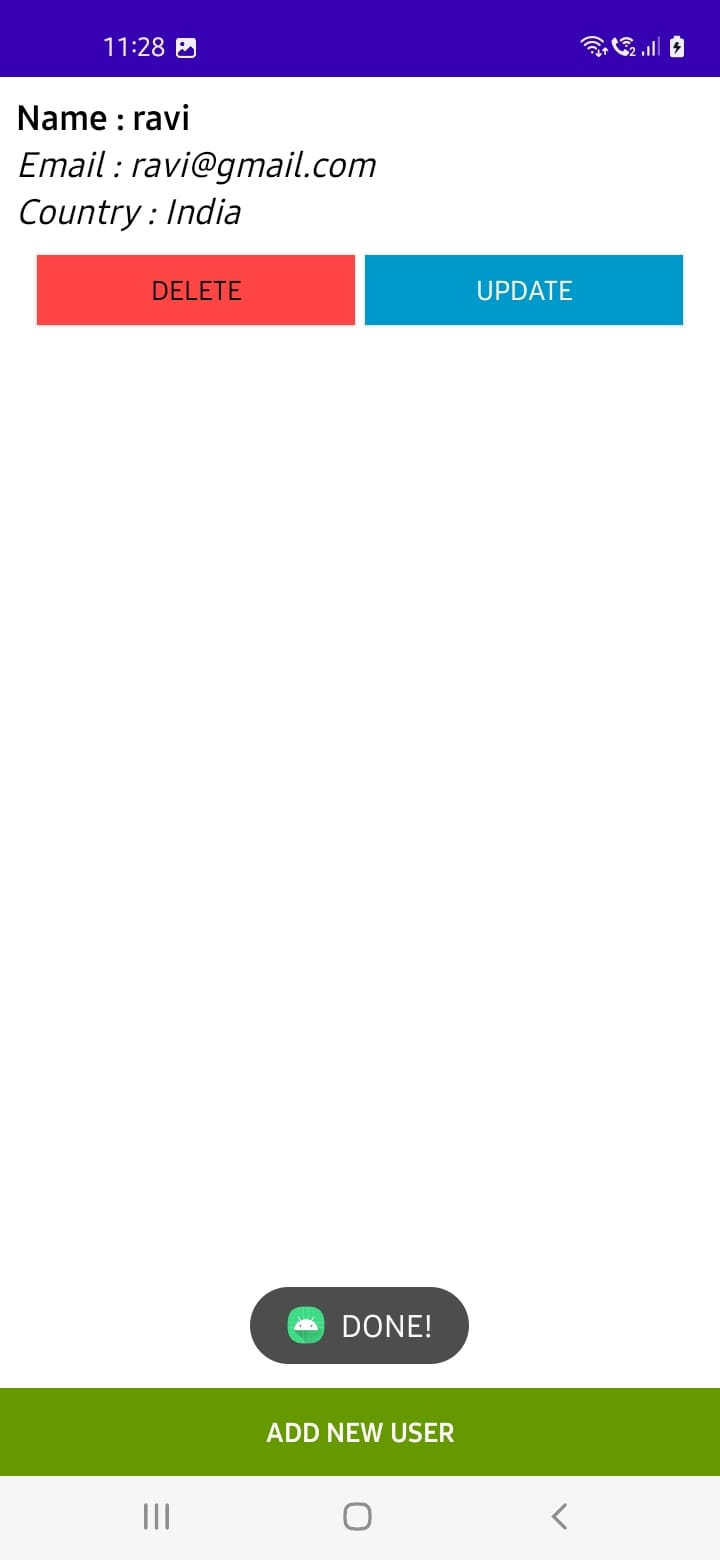 11:28
Name : ravi
Email : ravi@gmail.com
Country : India
DELETE UPDATE
DONE!
ADD NEW USER